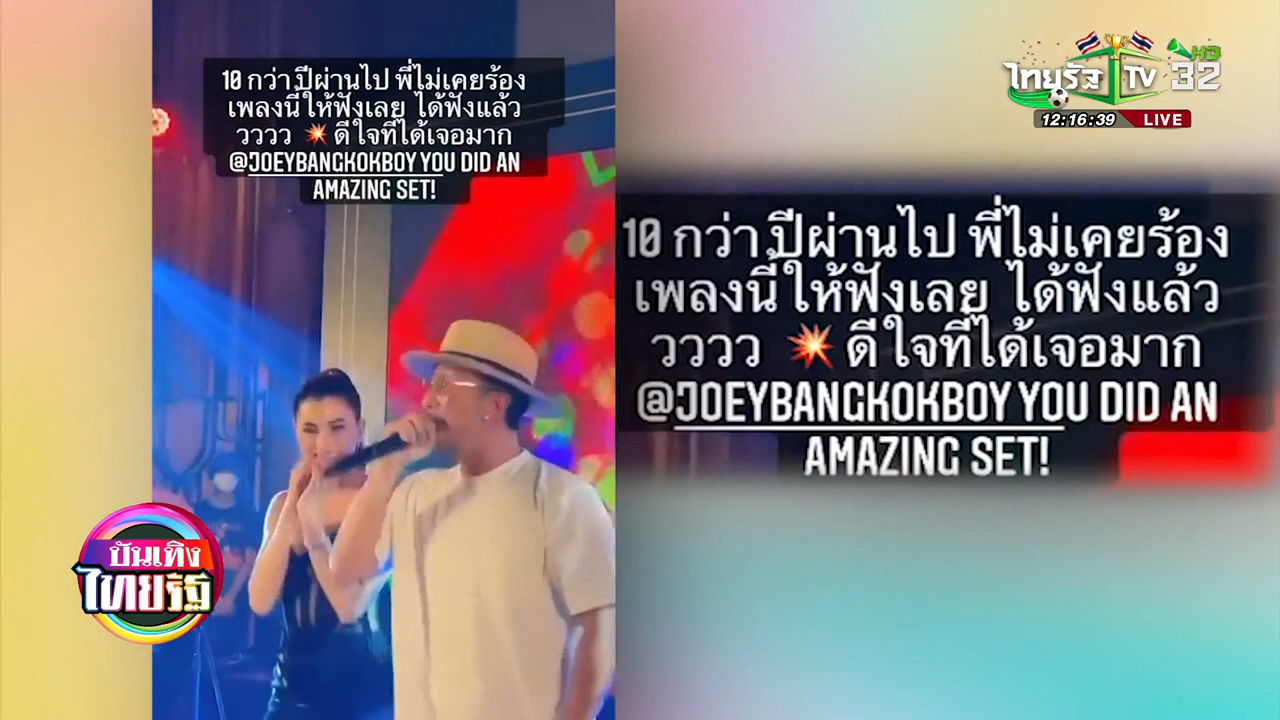 10 กว่าปีผ่านไป พี่ไม่เคยร้อง
เพลงนี้ให้ฟังเลย ได้ฟังแล้ว
วววว 💥 ดีใจที่ได้เจอมาก
@JOEYBANGKOKBOY YOU DID AN
AMAZING SET!
ไทยรัฐ TV 32 HD
12:16:39 LIVE
10 กว่าปีผ่านไป พี่ไม่เคยร้อง
เพลงนี้ให้ฟังเลย ได้ฟังแล้ว
วววว 💥 ดีใจที่ได้เจอมาก
@JOEYBANGKOKBOY YOU DID AN
AMAZING SET!
บันเทิง
ไทยรัฐ